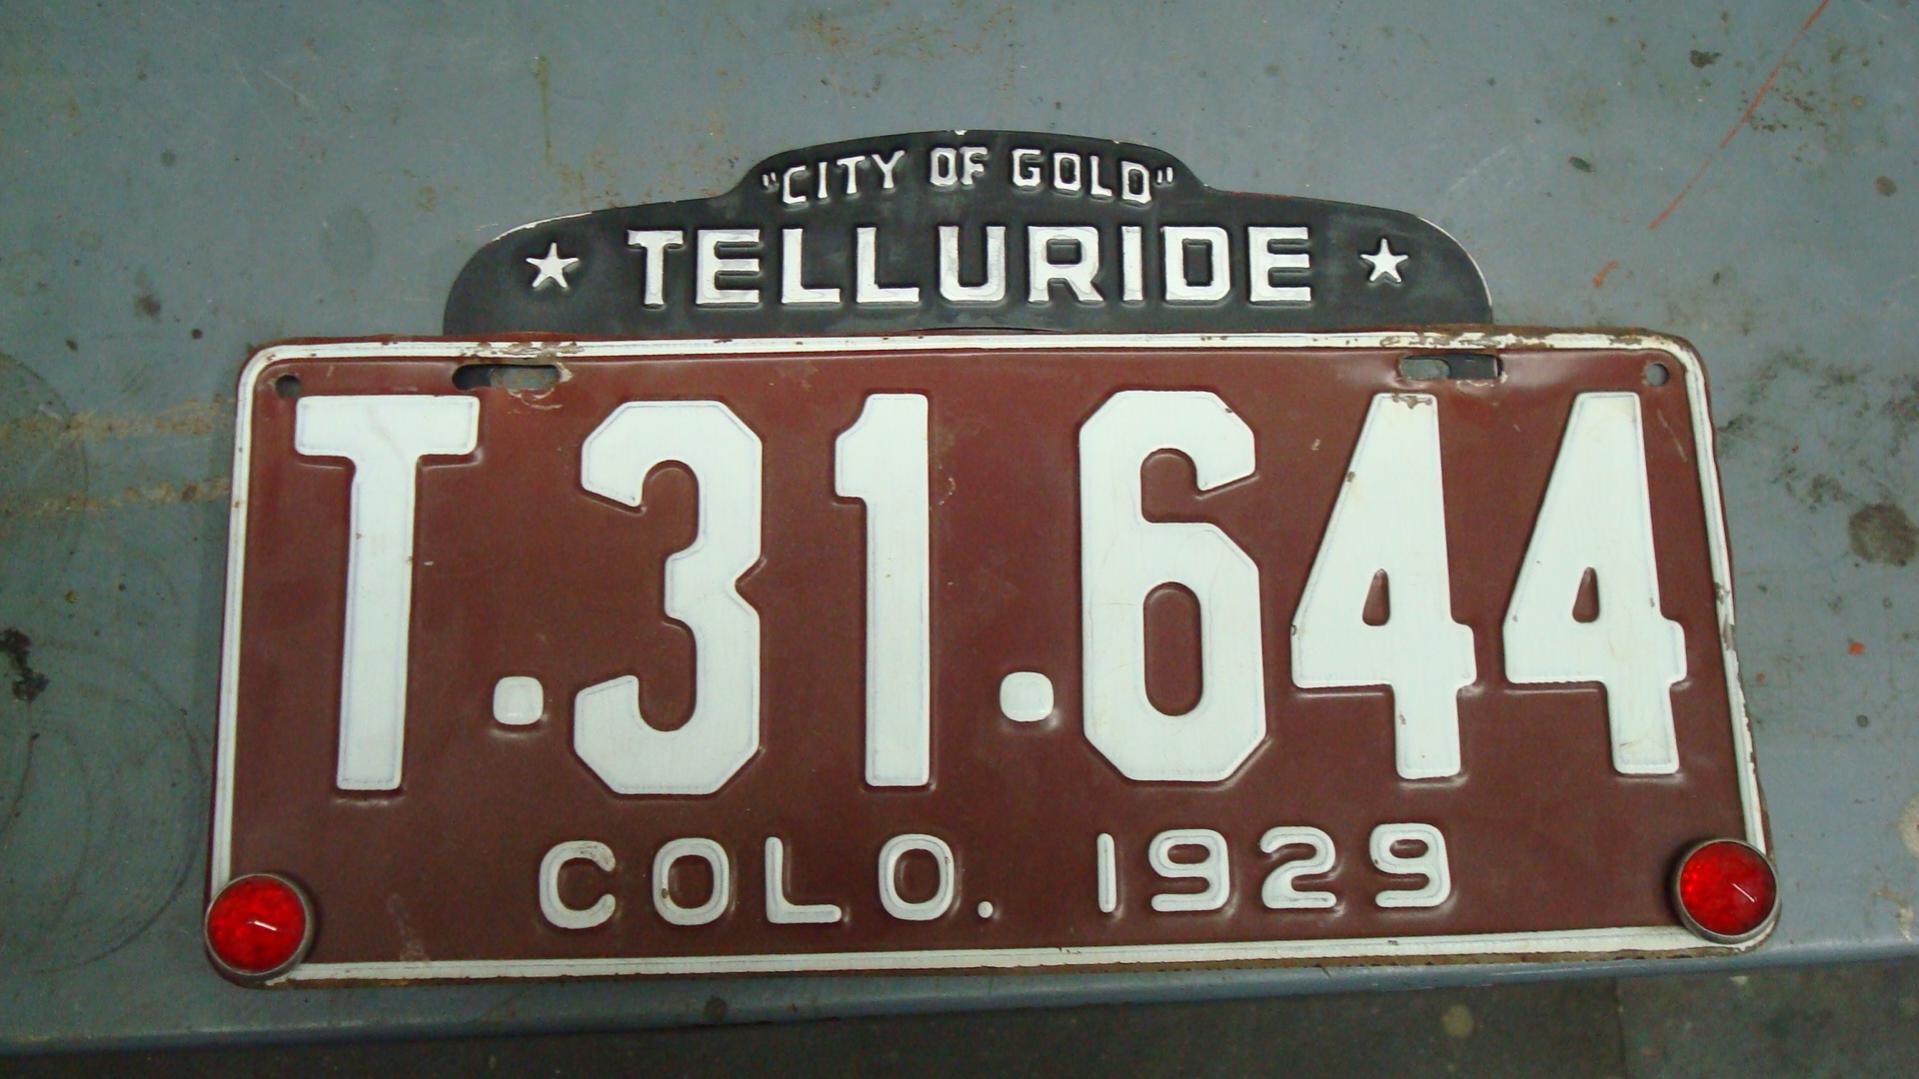 "CITY OF GOLD"
TELLURIDE
T.31.644
COLO. 1929